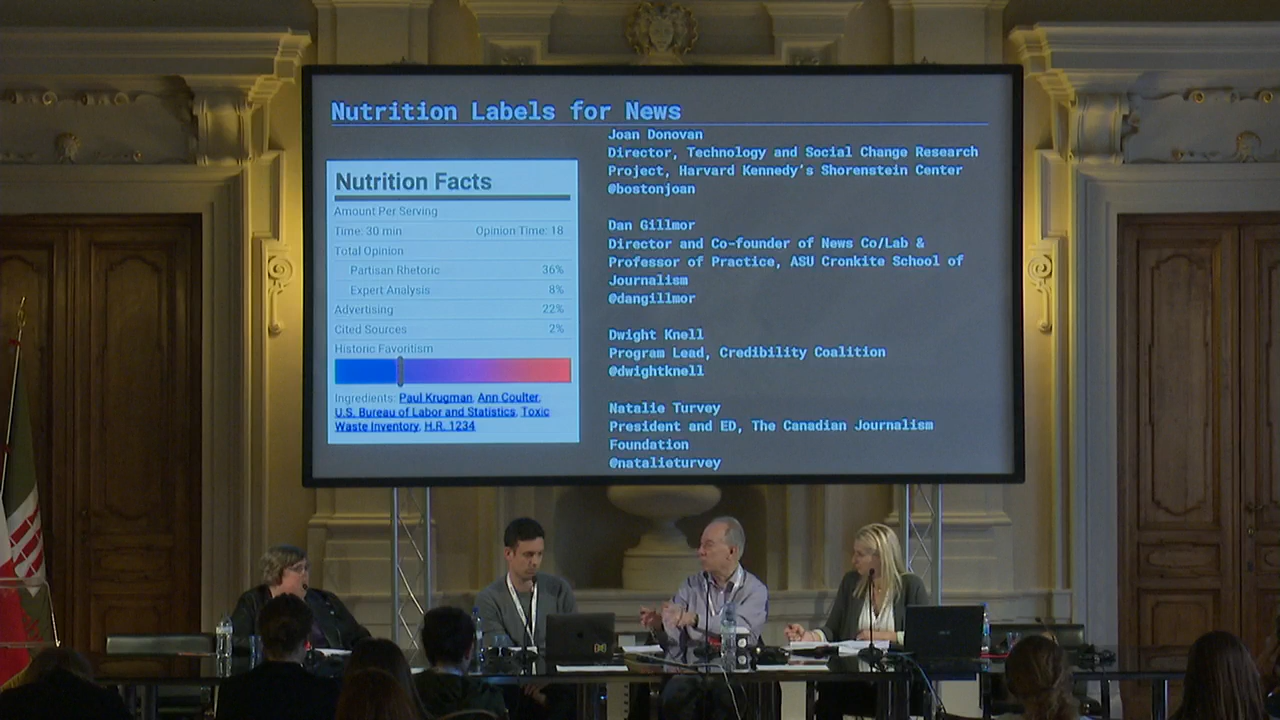 Nutrition Labels for News
Nutrition Facts
Amount Per Serving
Time: 30 min Opinion Time: 18
Total Opinion
Partisan Rhetoric 36%
Expert Analysis 8%
Advertising 22%
Cited Sources 2%
Historic Favoritism
Ingredients: Paul Krugman, Ann Coulter,
U.S. Bureau of Labor and Statistics, Toxic
Waste Inventory, H.R. 1234
Joan Donovan
Director, Technology and Social Change Research
Project, Harvard Kennedy's Shorenstein Center
@bostonjoan
Dan Gillmor
Director and Co-founder of News Co/Lab &
Professor of Practice, ASU Cronkite School of
Journalism
@dangillmor
Dwight Knell
Program Lead, Credibility Coalition
@dwightknell
Natalie Turvey
President and ED, The Canadian Journalism
Foundation
@natalieturvey